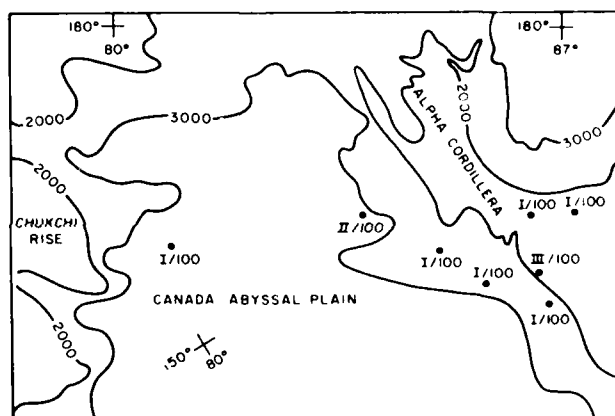 180°
80°
180°
87°
2000
3000
ALPHA CORDILLERA
2000
3000
2000
CHUKCHI
RISE
I/100
II/100
I/100
I/100
I/100
I/100
III/100
I/100
CANADA ABYSSAL PLAIN
2000
150°
80°